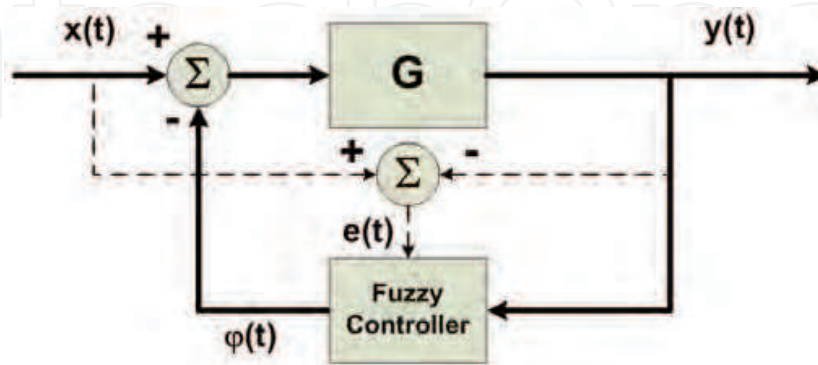 x(t)
+
Σ
-
G
y(t)
+
Σ
-
e(t)
Fuzzy
Controller
φ(t)